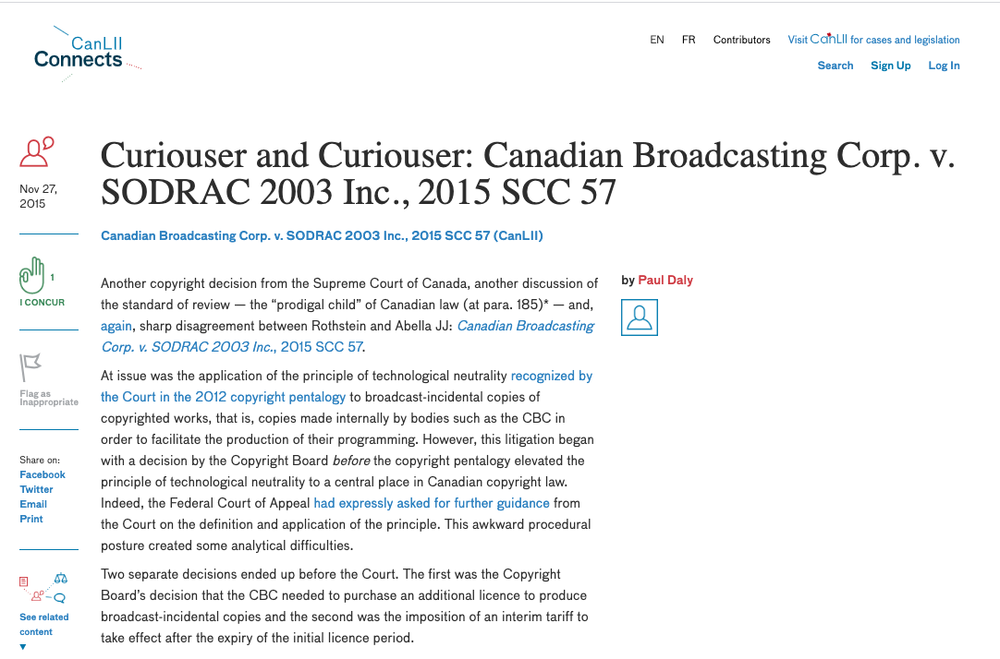 CanLII
Connects
EN FR Contributors Visit CanLII for cases and legislation
Search Sign Up Log In
Nov 27,
2015
1
I CONCUR
Flag as
Inappropriate
Share on:
Facebook
Twitter
Email
Print
See related
content
Curiouser and Curiouser: Canadian Broadcasting Corp. v.
SODRAC 2003 Inc., 2015 SCC 57
Canadian Broadcasting Corp. v. SODRAC 2003 Inc., 2015 SCC 57 (CanLII)
Another copyright decision from the Supreme Court of Canada, another discussion of
the standard of review — the “prodigal child” of Canadian law (at para. 185)* — and,
again, sharp disagreement between Rothstein and Abella JJ: Canadian Broadcasting
Corp. v. SODRAC 2003 Inc., 2015 SCC 57.
At issue was the application of the principle of technological neutrality recognized by
the Court in the 2012 copyright pentalogy to broadcast-incidental copies of
copyrighted works, that is, copies made internally by bodies such as the CBC in
order to facilitate the production of their programming. However, this litigation began
with a decision by the Copyright Board before the copyright pentalogy elevated the
principle of technological neutrality to a central place in Canadian copyright law.
Indeed, the Federal Court of Appeal had expressly asked for further guidance from
the Court on the definition and application of the principle. This awkward procedural
posture created some analytical difficulties.
Two separate decisions ended up before the Court. The first was the Copyright
Board’s decision that the CBC needed to purchase an additional licence to produce
broadcast-incidental copies and the second was the imposition of an interim tariff to
take effect after the expiry of the initial licence period.
by Paul Daly